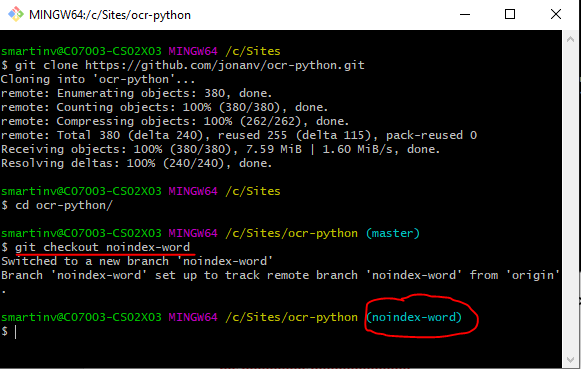 MINGW64:/c/Sites/ocr-python
smartinv@C07003-CS02X03 MINGW64 /c/Sites
$ git clone https://github.com/jonanv/ocr-python.git
Cloning into 'ocr-python'...
remote: Enumerating objects: 380, done.
remote: Counting objects: 100% (380/380), done.
remote: Compressing objects: 100% (262/262), done.
remote: Total 380 (delta 240), reused 255 (delta 115), pack-reused 0
Receiving objects: 100% (380/380), 7.59 MiB | 1.60 MiB/s, done.
Resolving deltas: 100% (240/240), done.
smartinv@C07003-CS02X03 MINGW64 /c/Sites
$ cd ocr-python/
smartinv@C07003-CS02X03 MINGW64 /c/Sites/ocr-python (master)
$ git checkout noindex-word
Switched to a new branch 'noindex-word'
Branch 'noindex-word' set up to track remote branch 'noindex-word' from 'origin'
.
smartinv@C07003-CS02X03 MINGW64 /c/Sites/ocr-python (noindex-word)
$